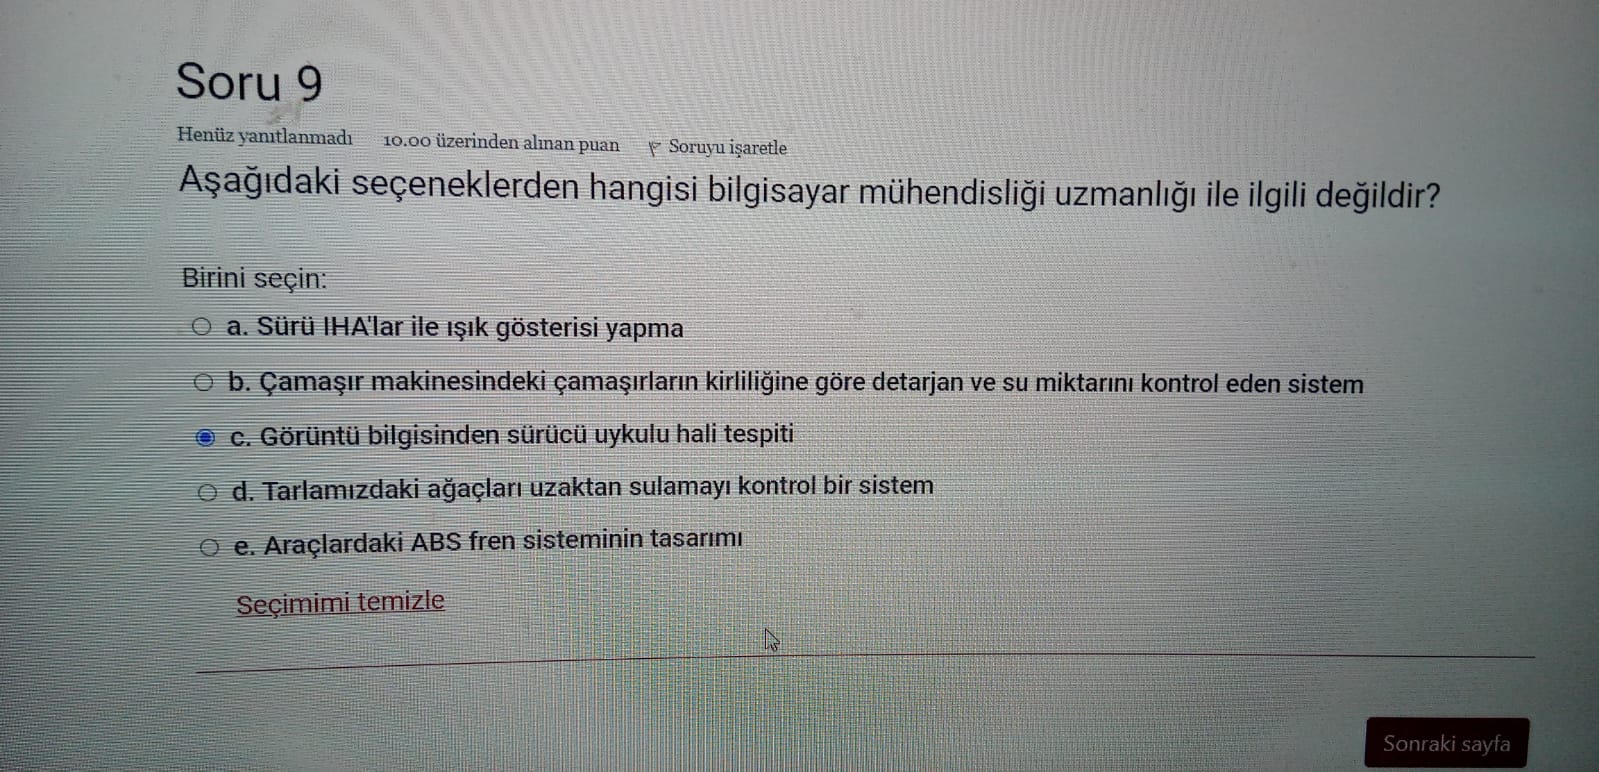 Soru 9
Henüz yanıtlanmadı 10.00 üzerinden alınan puan Soruyu işaretle
Aşağıdaki seçeneklerden hangisi bilgisayar mühendisliği uzmanlığı ile ilgili değildir?
Birini seçin:
a. Sürü IHA'lar ile ışık gösterisi yapma
b. Çamaşır makinesindeki çamaşırların kirliliğine göre detarjan ve su miktarını kontrol eden sistem
c. Görüntü bilgisinden sürücü uykulu hali tespiti
d. Tarlamızdaki ağaçları uzaktan sulamayı kontrol bir sistem
e. Araçlardaki ABS fren sisteminin tasarımı
Seçimimi temizle
Sonraki sayfa